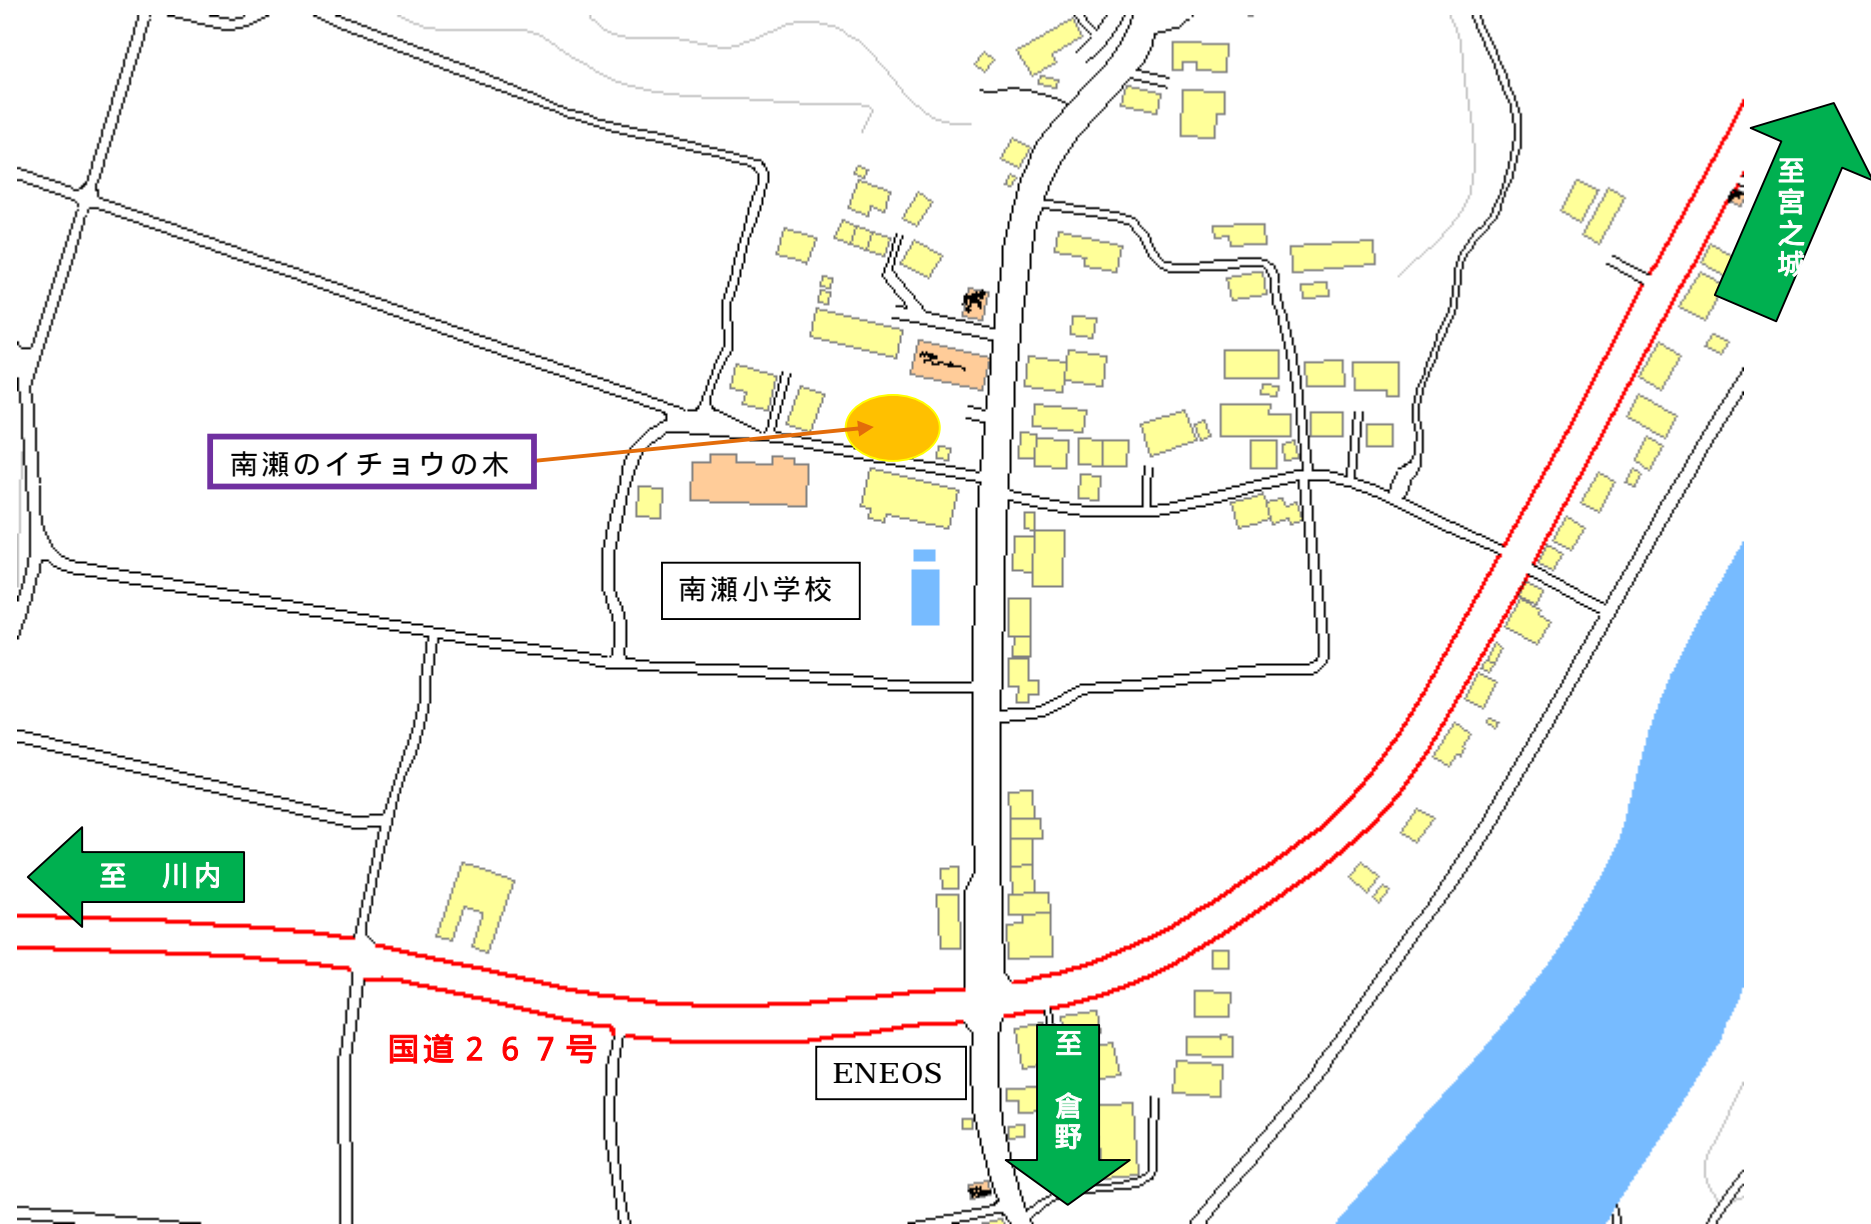 至宮之城
南瀬のイチョウの木
南瀬小学校
至　川内
国道２６７号
ENEOS
至　倉野